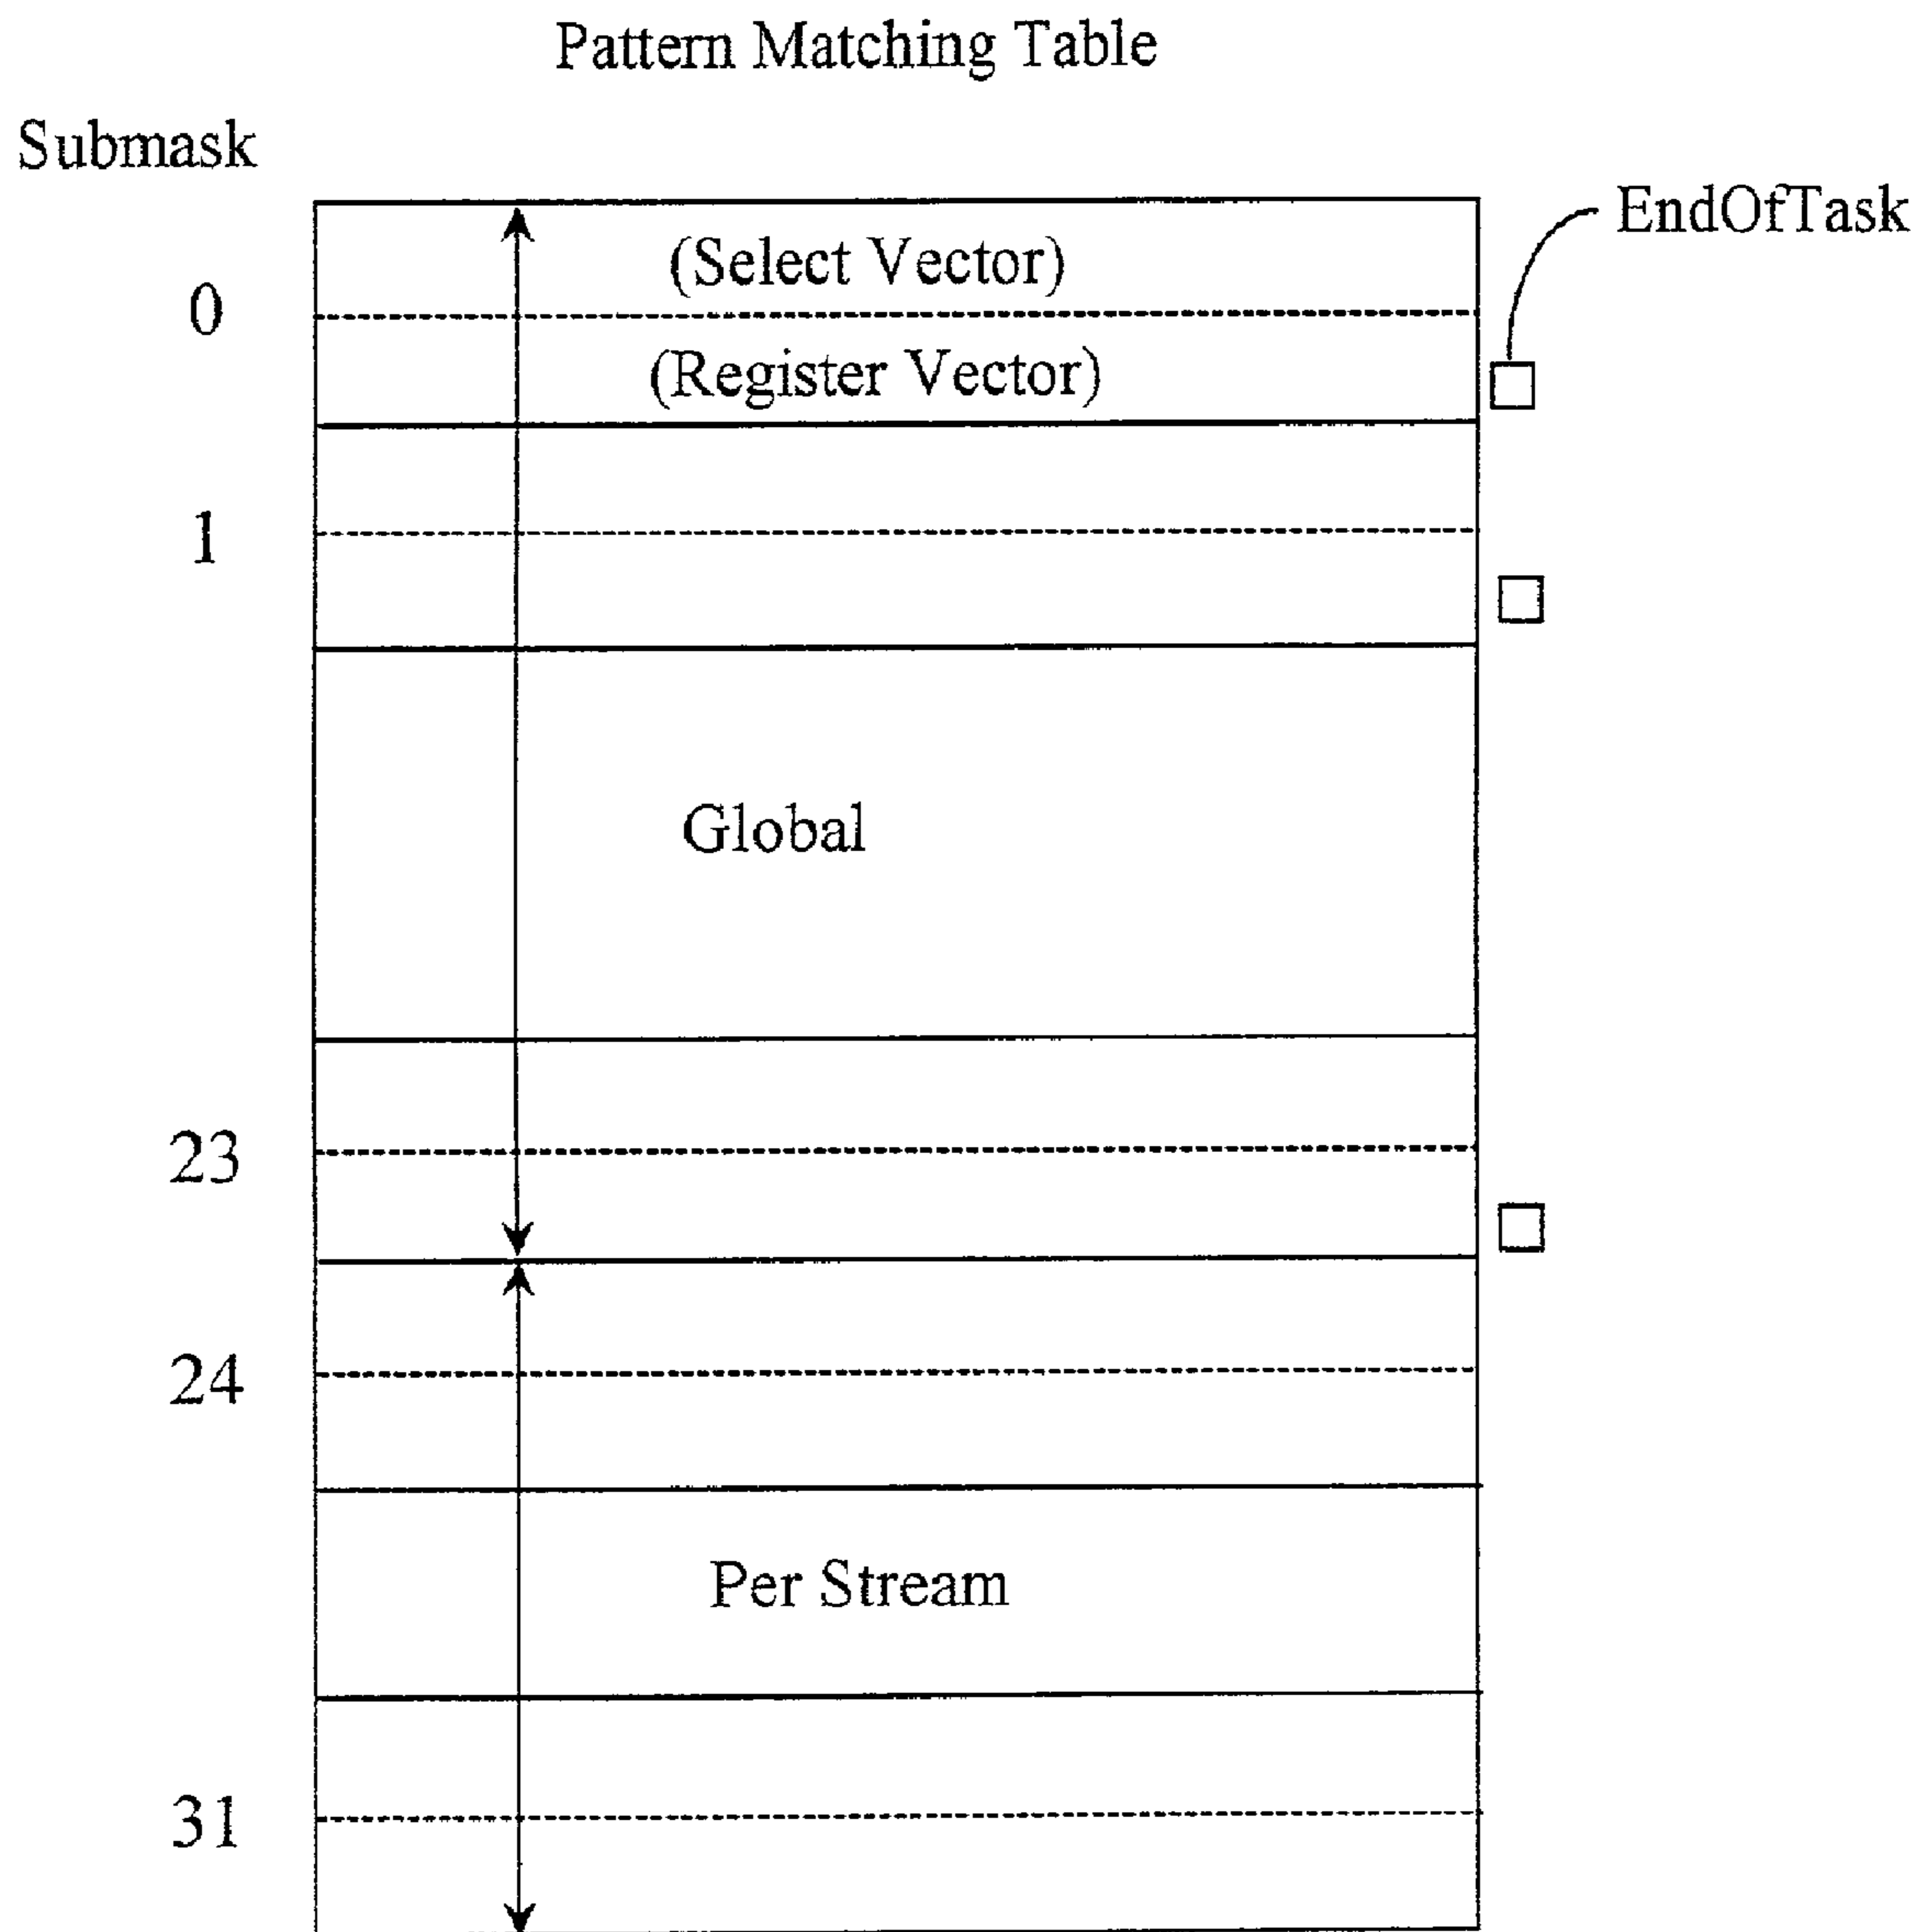 Pattern Matching Table
Submask
EndOfTask
(Select Vector)
0
(Register Vector)
1
Global
23
24
Per Stream
31